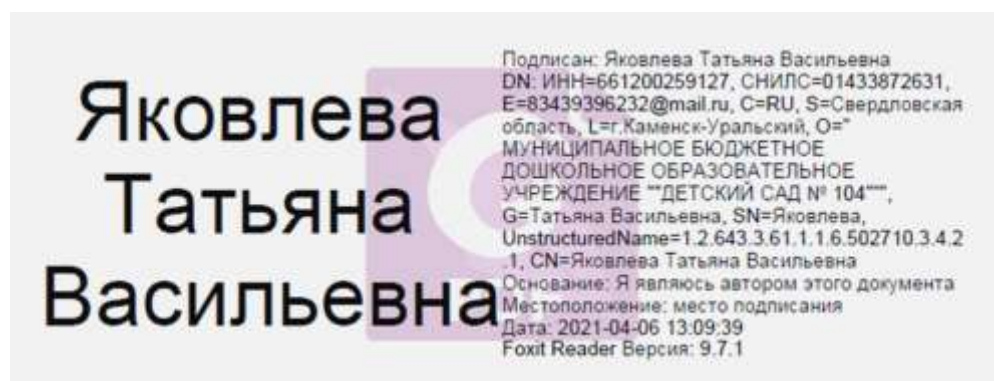 Яковлева
Татьяна
Васильевна
Подписан: Яковлева Татьяна Васильевна
DN: ИНН=661200259127, СНИЛС=01433872631,
E=83439396232@mail.ru, C=RU, S=Свердловская
область, L=г.Каменск-Уральский, O="
МУНИЦИПАЛЬНОЕ БЮДЖЕТНОЕ
ДОШКОЛЬНОЕ ОБРАЗОВАТЕЛЬНОЕ
УЧРЕЖДЕНИЕ ""ДЕТСКИЙ САД № 104""",
G=Татьяна Васильевна, SN=Яковлева,
UnstructuredName=1.2.643.3.61.1.1.6.502710.3.4.2
.1, CN=Яковлева Татьяна Васильевна
Основание: Я являюсь автором этого документа
Местоположение: место подписания
Дата: 2021-04-06 13:09:39
Foxit Reader Версия: 9.7.1